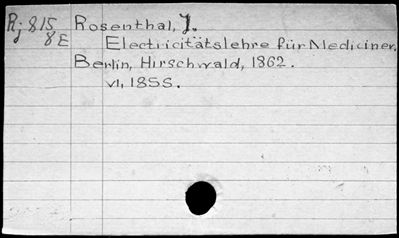 Rj 815 Rosenthal, J.
8E Electricitätslehre für Mediciner.
Berlin, Hirschwald, 1862.
VI, 185 S.